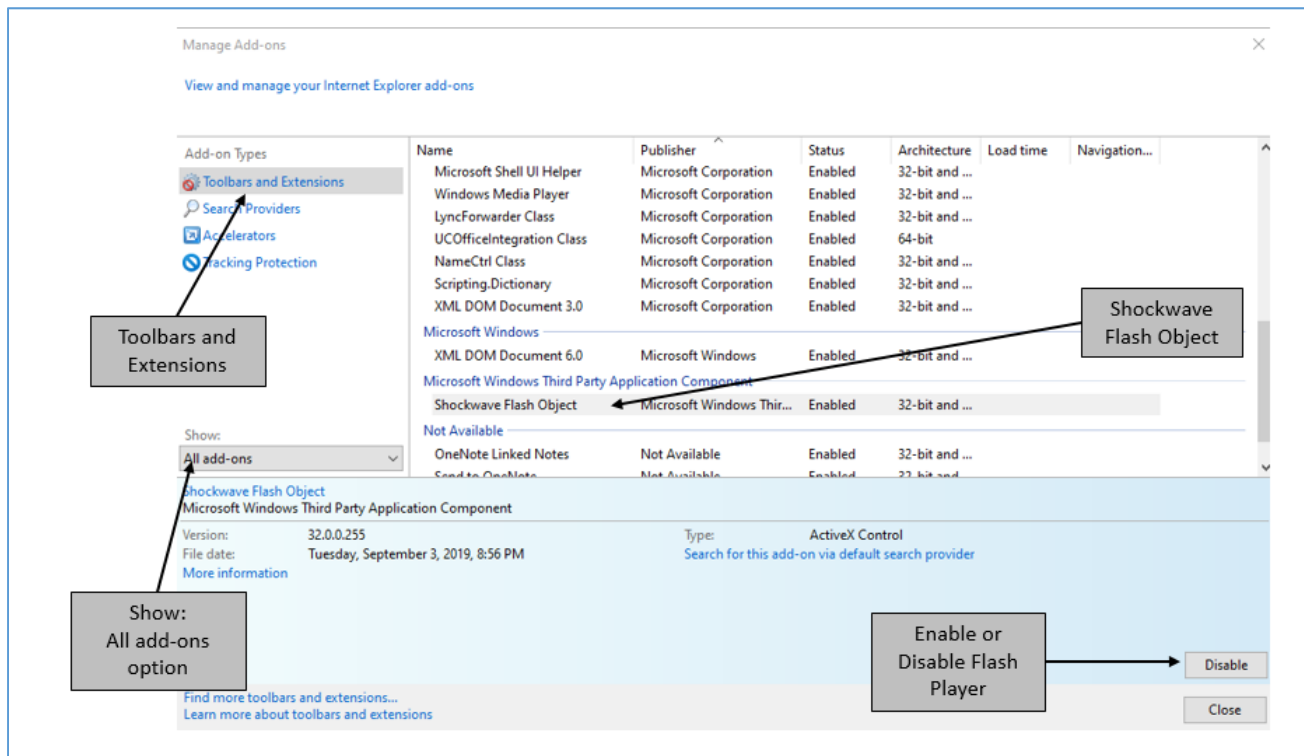 Manage Add-ons
View and manage your Internet Explorer add-ons
Add-on Types
Toolbars and Extensions
Search Providers
Accelerators
Tracking Protection
Toolbars and
Extensions
Show:
All add-ons
Name Publisher Status Architecture Load time Navigation...
Microsoft Shell UI Helper Microsoft Corporation Enabled 32-bit and ...
Windows Media Player Microsoft Corporation Enabled 32-bit and ...
LyncForwarder Class Microsoft Corporation Enabled 32-bit and ...
UCOfficeIntegration Class Microsoft Corporation Enabled 64-bit
NameCtrl Class Microsoft Corporation Enabled 32-bit and ...
Scripting.Dictionary Microsoft Corporation Enabled 32-bit and ...
XML DOM Document 3.0 Microsoft Corporation Enabled 32-bit and ...
Microsoft Windows
XML DOM Document 6.0 Microsoft Windows Enabled 32-bit and ...
Microsoft Windows Third Party Application Component
Shockwave Flash Object Microsoft Windows Thir... Enabled 32-bit and ...
Not Available
OneNote Linked Notes Not Available Enabled 32-bit and ...
Send to OneNote Not Available Enabled 32-bit and ...
Shockwave
Flash Object
Shockwave Flash Object
Microsoft Windows Third Party Application Component
Version: 32.0.0.255 Type: ActiveX Control
File date: Tuesday, September 3, 2019, 8:56 PM Search for this add-on via default search provider
More information
Show:
All add-ons
option
Enable or
Disable Flash
Player
Disable
Find more toolbars and extensions...
Learn more about toolbars and extensions
Close